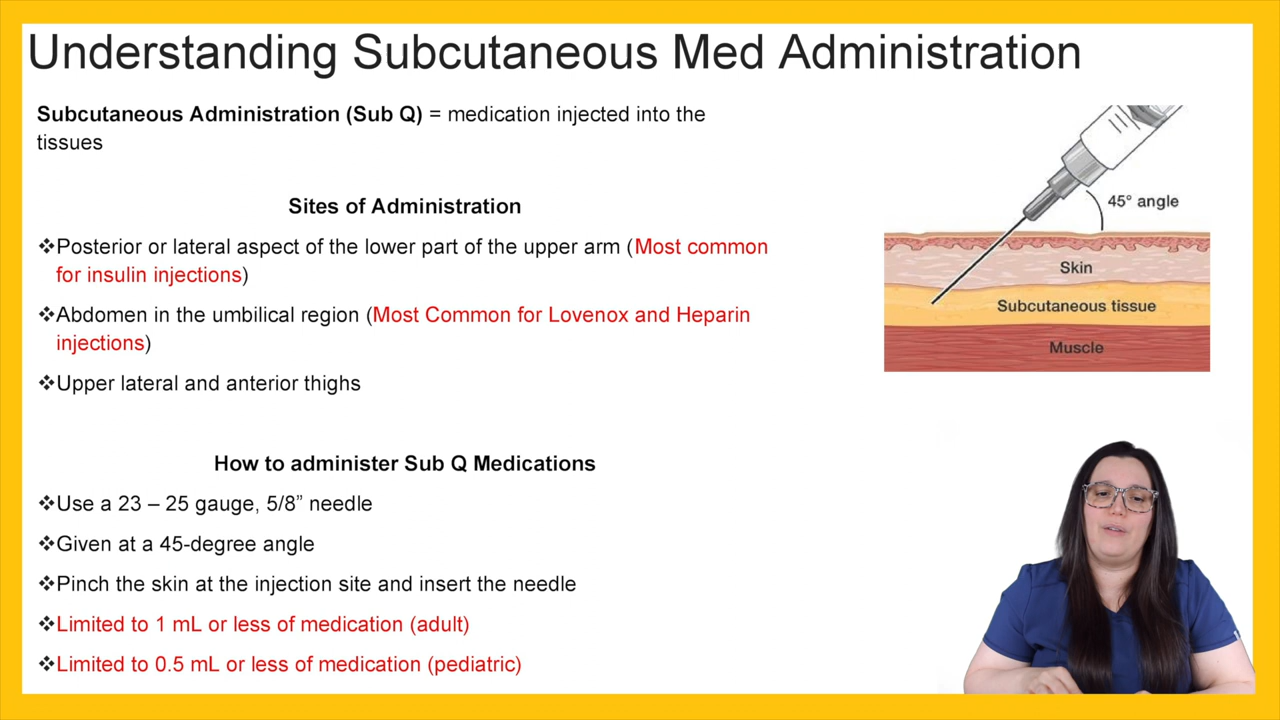 Understanding Subcutaneous Med Administration
Subcutaneous Administration (Sub Q) = medication injected into the
tissues
Sites of Administration
❖Posterior or lateral aspect of the lower part of the upper arm (Most common
for insulin injections)
❖Abdomen in the umbilical region (Most Common for Lovenox and Heparin
injections)
❖Upper lateral and anterior thighs
45° angle
Skin
Subcutaneous tissue
Muscle
How to administer Sub Q Medications
❖Use a 23 – 25 gauge, 5/8” needle
❖Given at a 45-degree angle
❖Pinch the skin at the injection site and insert the needle
❖Limited to 1 mL or less of medication (adult)
❖Limited to 0.5 mL or less of medication (pediatric)